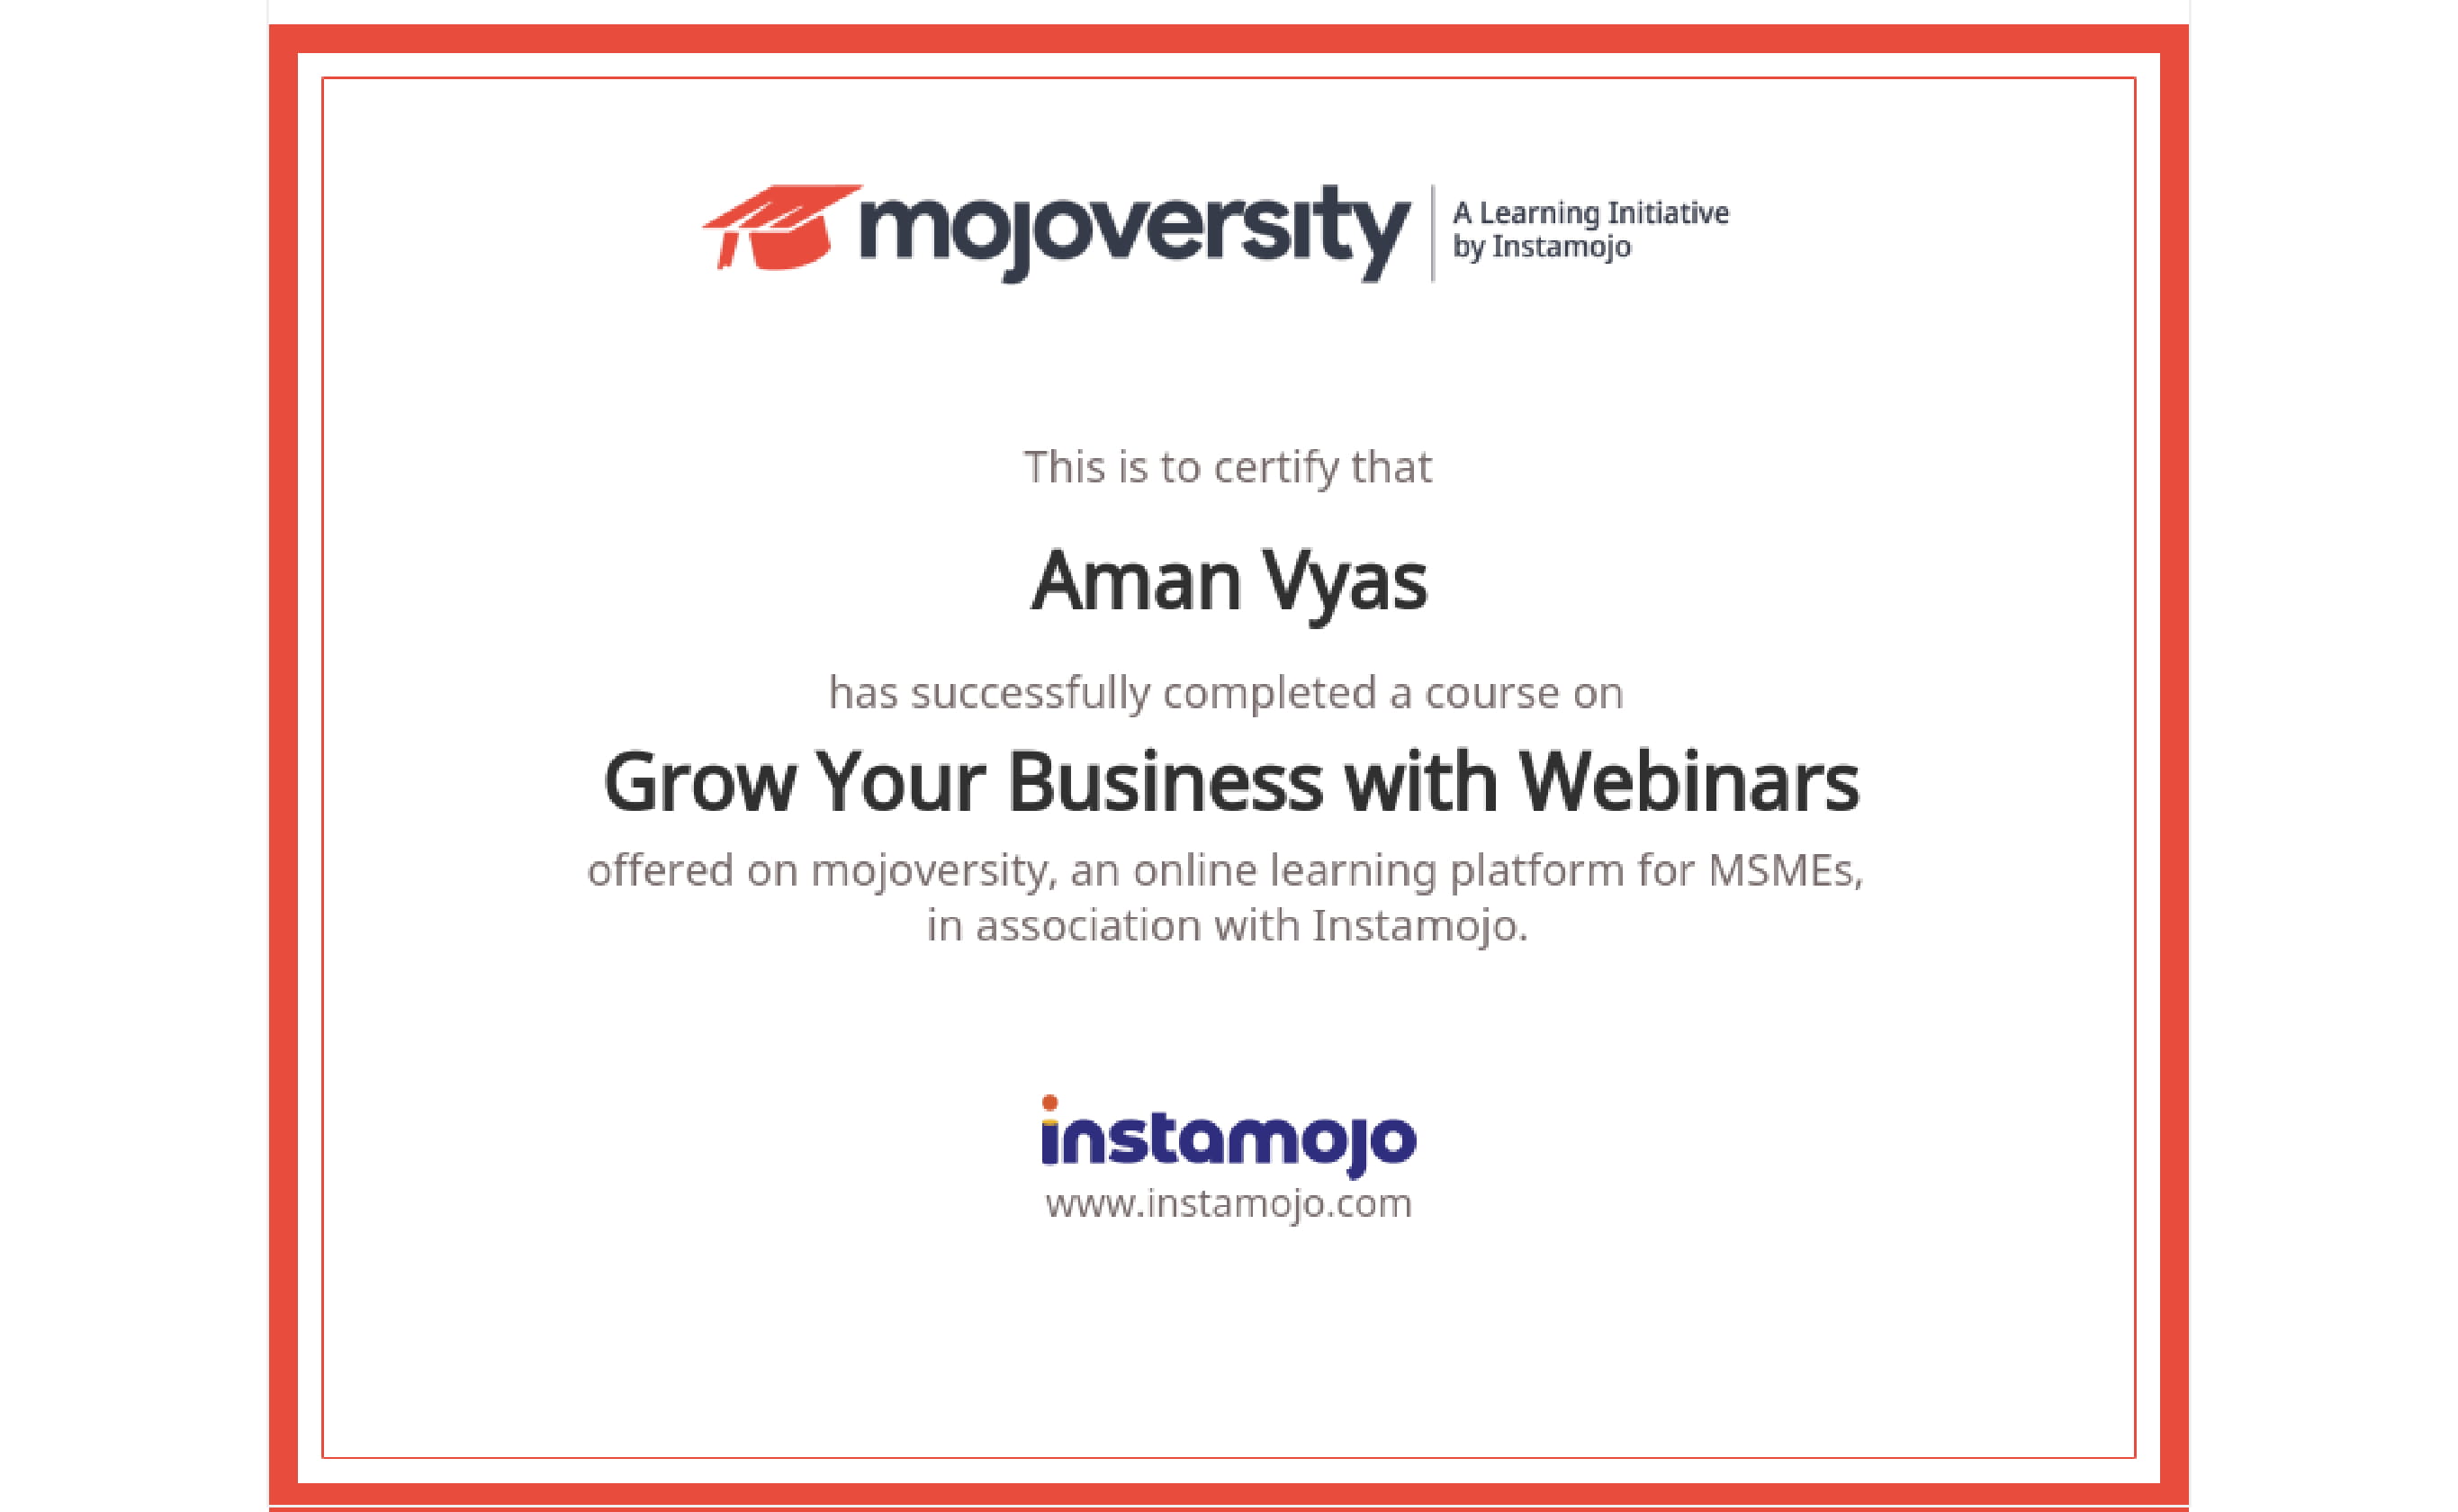 mojoversity
A Learning Initiative
by Instamojo
This is to certify that
Aman Vyas
has successfully completed a course on
Grow Your Business with Webinars
offered on mojoversity, an online learning platform for MSMEs,
in association with Instamojo.
instamojo
www.instamojo.com